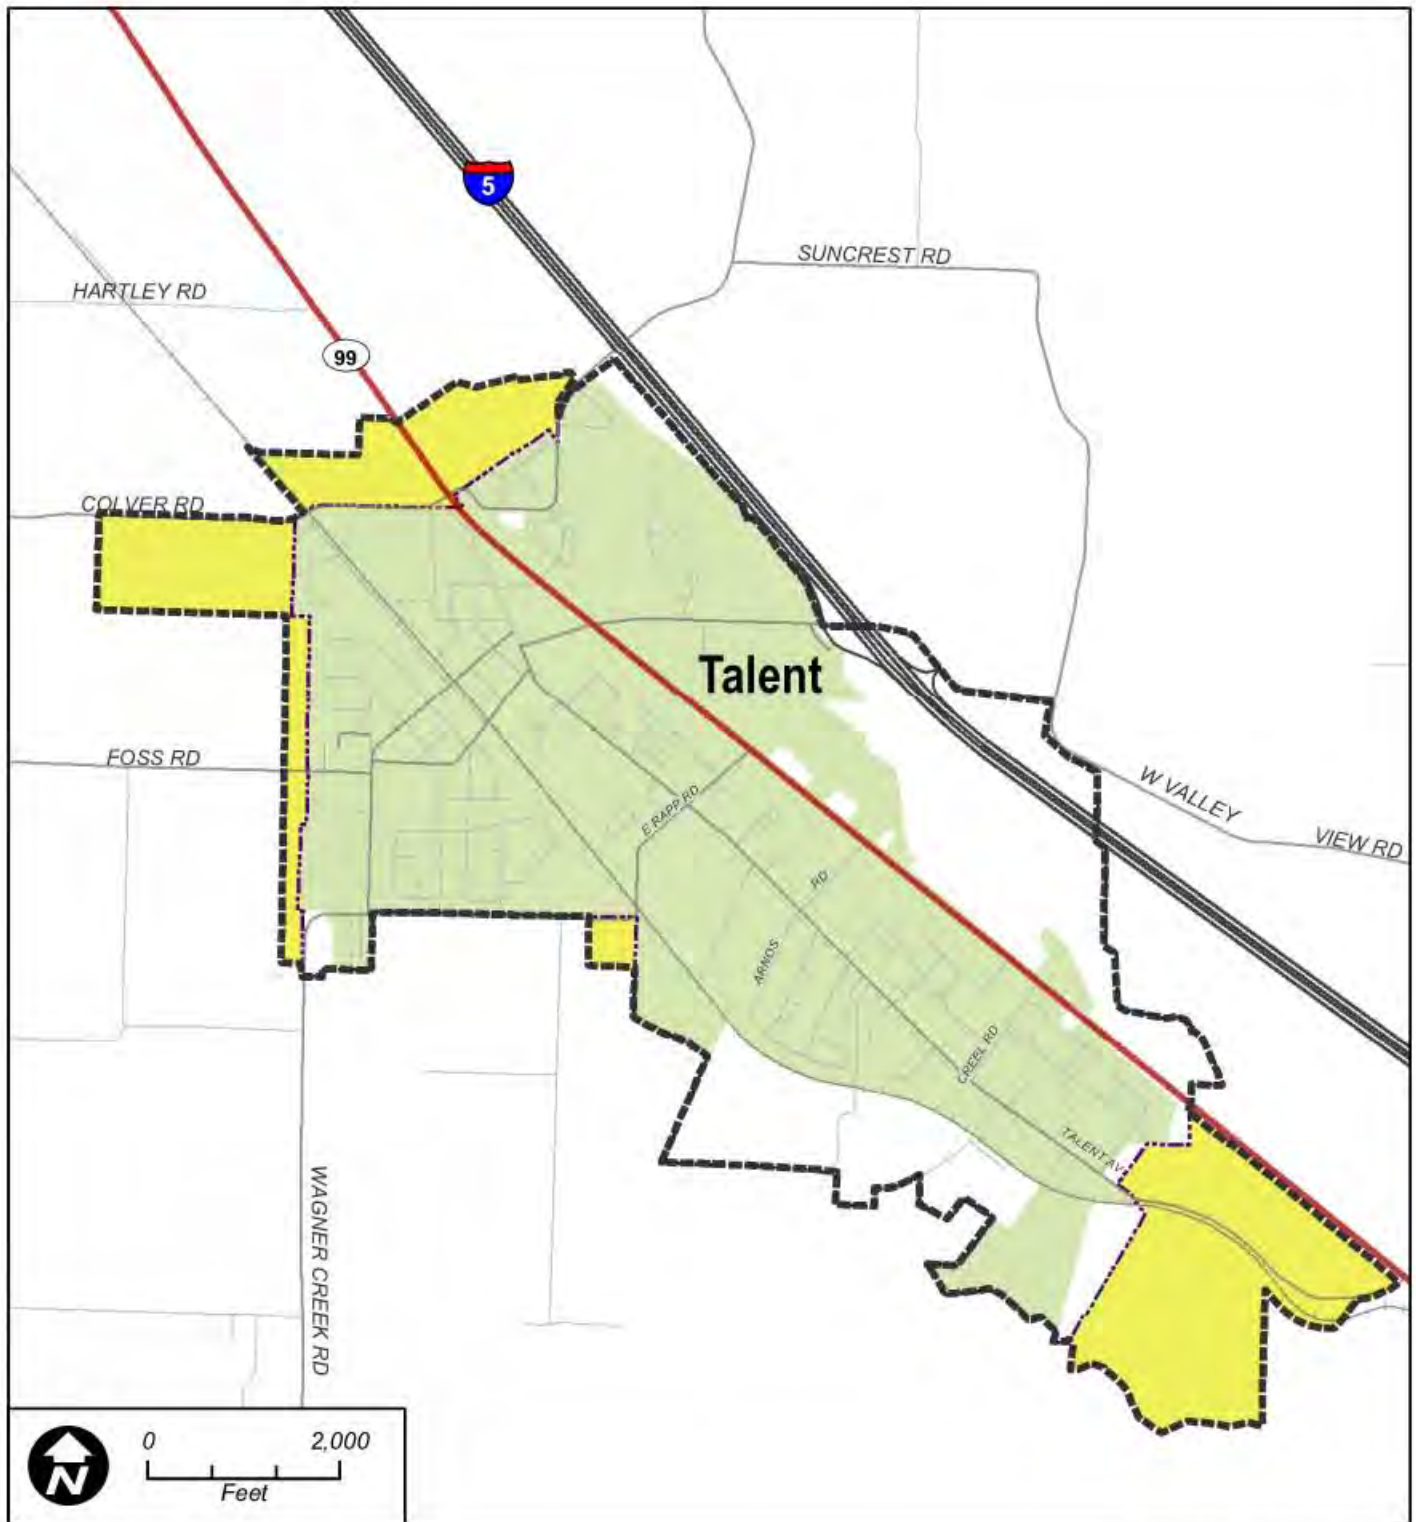 5
SUNCREST RD
HARTLEY RD
99
COLVER RD
Talent
FOSS RD
W VALLEY
VIEW RD
E RAPP RD
RD
ARNOS
CREEL RD
TALENT AV
WAGNER CREEK RD
0 2,000
Feet
N